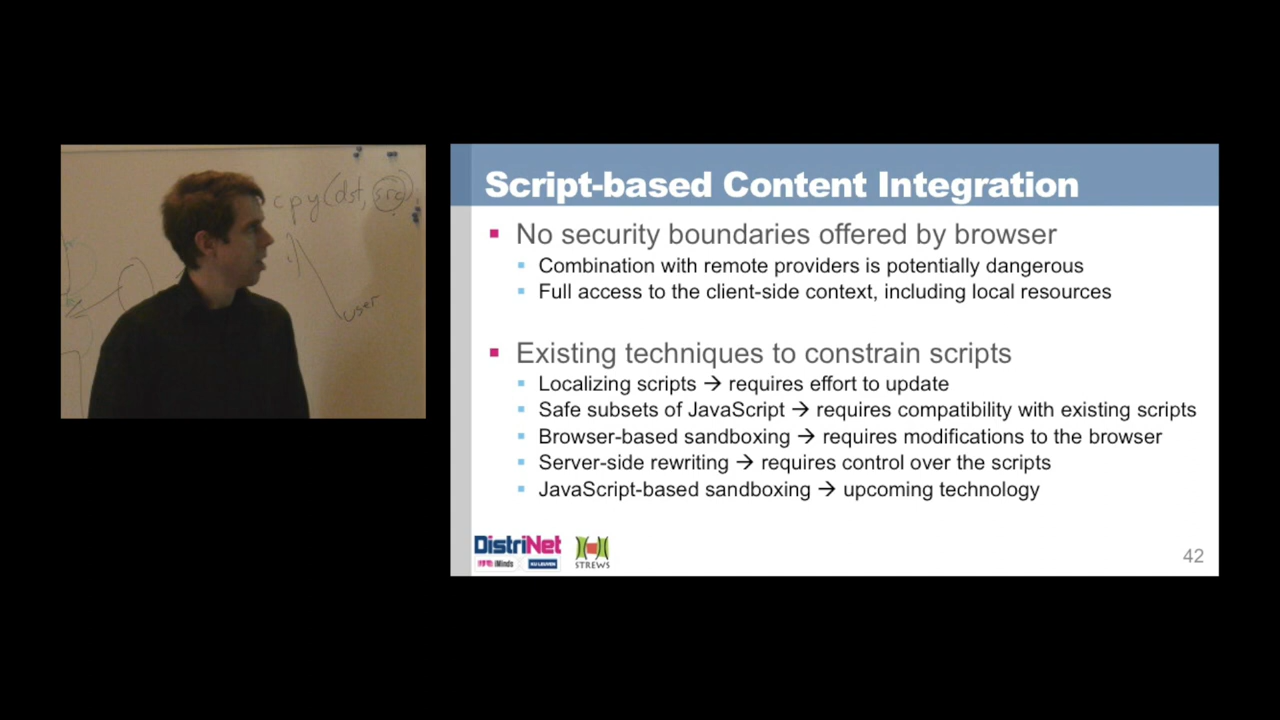 cpy(dst, src)
user
Script-based Content Integration
No security boundaries offered by browser
Combination with remote providers is potentially dangerous
Full access to the client-side context, including local resources
Existing techniques to constrain scripts
Localizing scripts → requires effort to update
Safe subsets of JavaScript → requires compatibility with existing scripts
Browser-based sandboxing → requires modifications to the browser
Server-side rewriting → requires control over the scripts
JavaScript-based sandboxing → upcoming technology
DistriNet
iMinds KU LEUVEN
STREWS
42